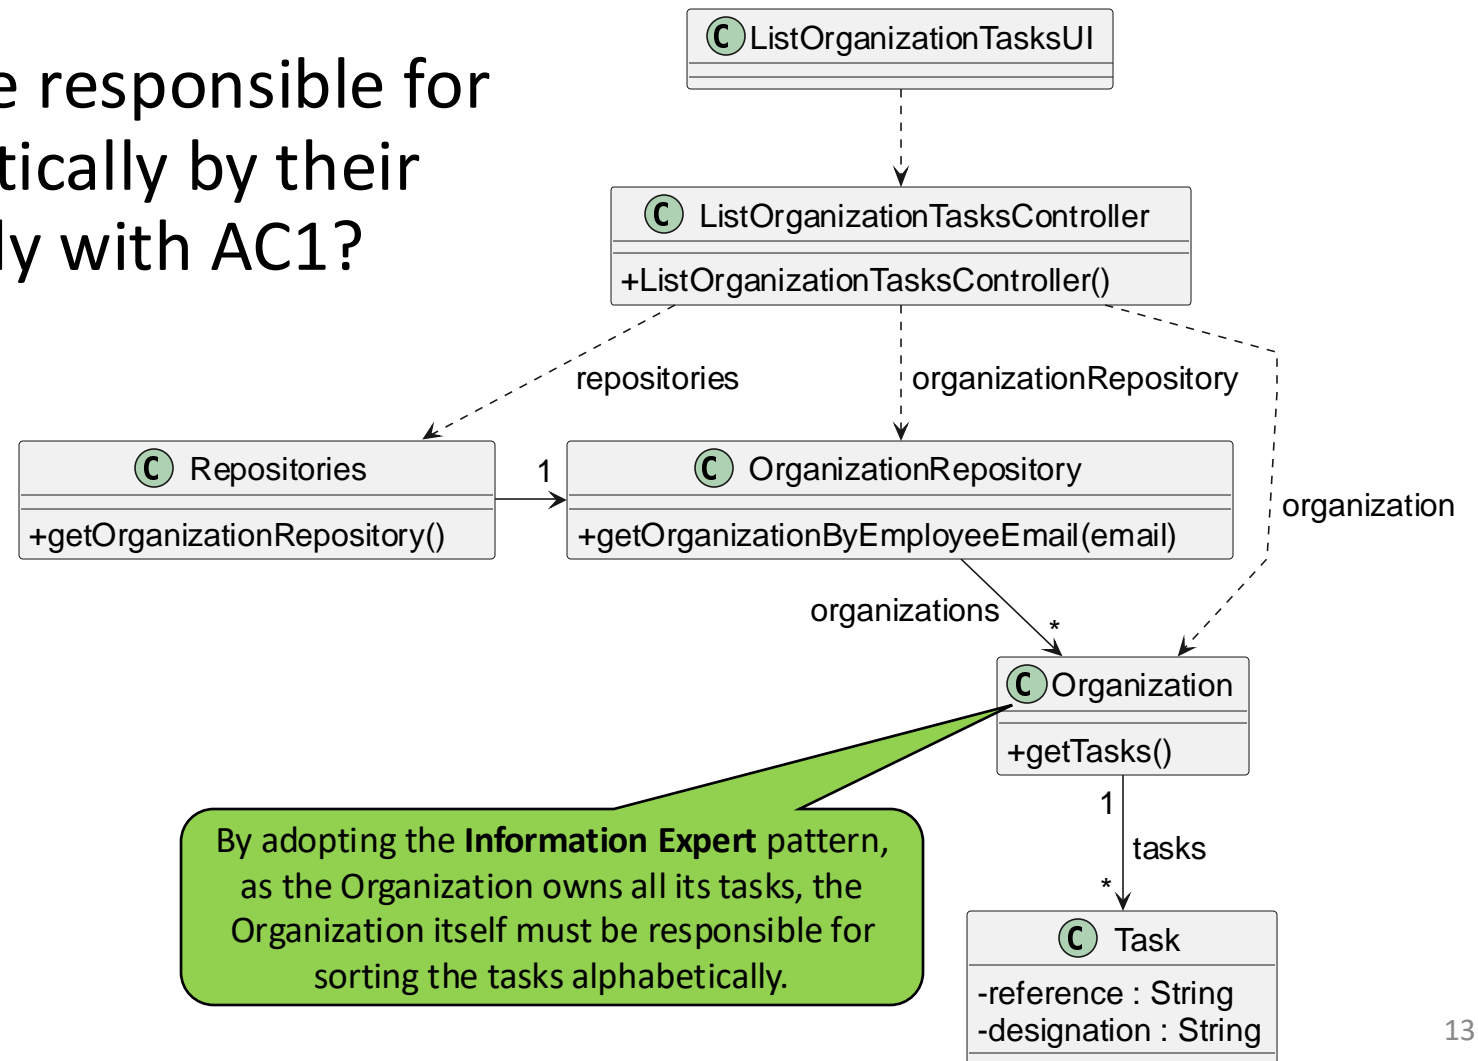 e responsible for
tically by their
ly with AC1?
C ListOrganizationTasksUI
C ListOrganizationTasksController
+ListOrganizationTasksController()
repositories
organizationRepository
organization
C Repositories
+getOrganizationRepository()
1
C OrganizationRepository
+getOrganizationByEmployeeEmail(email)
organizations
*
C Organization
+getTasks()
1
tasks
*
By adopting the Information Expert pattern,
as the Organization owns all its tasks, the
Organization itself must be responsible for
sorting the tasks alphabetically.
C Task
-reference : String
-designation : String
13